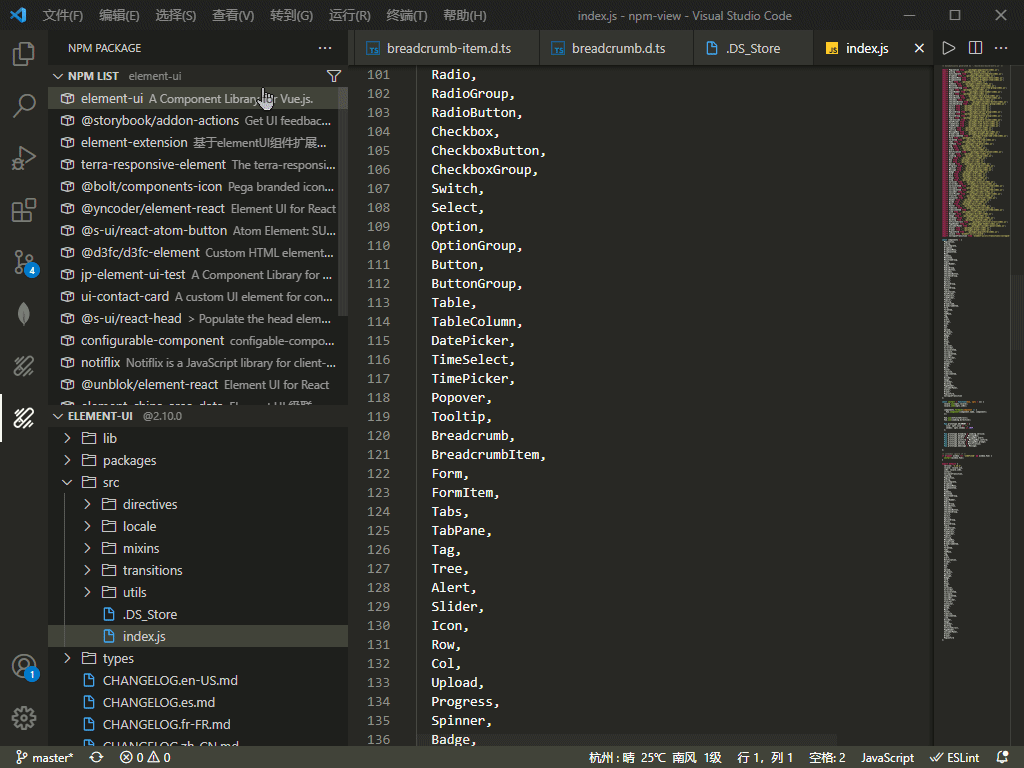 文件(F) 编辑(E) 选择(S) 查看(V) 转到(G) 运行(R) 终端(T) 帮助(H) index.js - npm-view - Visual Studio Code
NPM PACKAGE
NPM LIST element-ui
element-ui A Component Library for Vue.js.
@storybook/addon-actions Get UI feedbac...
element-extension 基于elementUI组件扩展...
terra-responsive-element The terra-responsi...
@bolt/components-icon Pega branded icon...
@yncoder/element-react Element UI for React
@s-ui/react-atom-button Atom Element: SU...
@d3fc/d3fc-element Custom HTML element...
jp-element-ui-test A Component Library for ...
ui-contact-card A custom UI element for con...
@s-ui/react-head > Populate the head elem...
configurable-component configable-compo...
notiflix Notiflix is a JavaScript library for client-...
@unblok/element-react Element UI for React
ELEMENT-UI @2.10.0
lib
packages
src
directives
locale
mixins
transitions
utils
.DS_Store
index.js
types
CHANGELOG.en-US.md
CHANGELOG.es.md
CHANGELOG.fr-FR.md
CHANGELOG.zh-CN.md
4
1
breadcrumb-item.d.ts breadcrumb.d.ts .DS_Store index.js
101 Radio,
102 RadioGroup,
103 RadioButton,
104 Checkbox,
105 CheckboxButton,
106 CheckboxGroup,
107 Switch,
108 Select,
109 Option,
110 OptionGroup,
111 Button,
112 ButtonGroup,
113 Table,
114 TableColumn,
115 DatePicker,
116 TimeSelect,
117 TimePicker,
118 Popover,
119 Tooltip,
120 Breadcrumb,
121 BreadcrumbItem,
122 Form,
123 FormItem,
124 Tabs,
125 TabPane,
126 Tag,
127 Tree,
128 Alert,
129 Slider,
130 Icon,
131 Row,
132 Col,
133 Upload,
134 Progress,
135 Spinner,
136 Badge,
master* 0 0 杭州 : 晴 25℃ 南风 1级 行 1，列 1 空格: 2 JavaScript ESLint